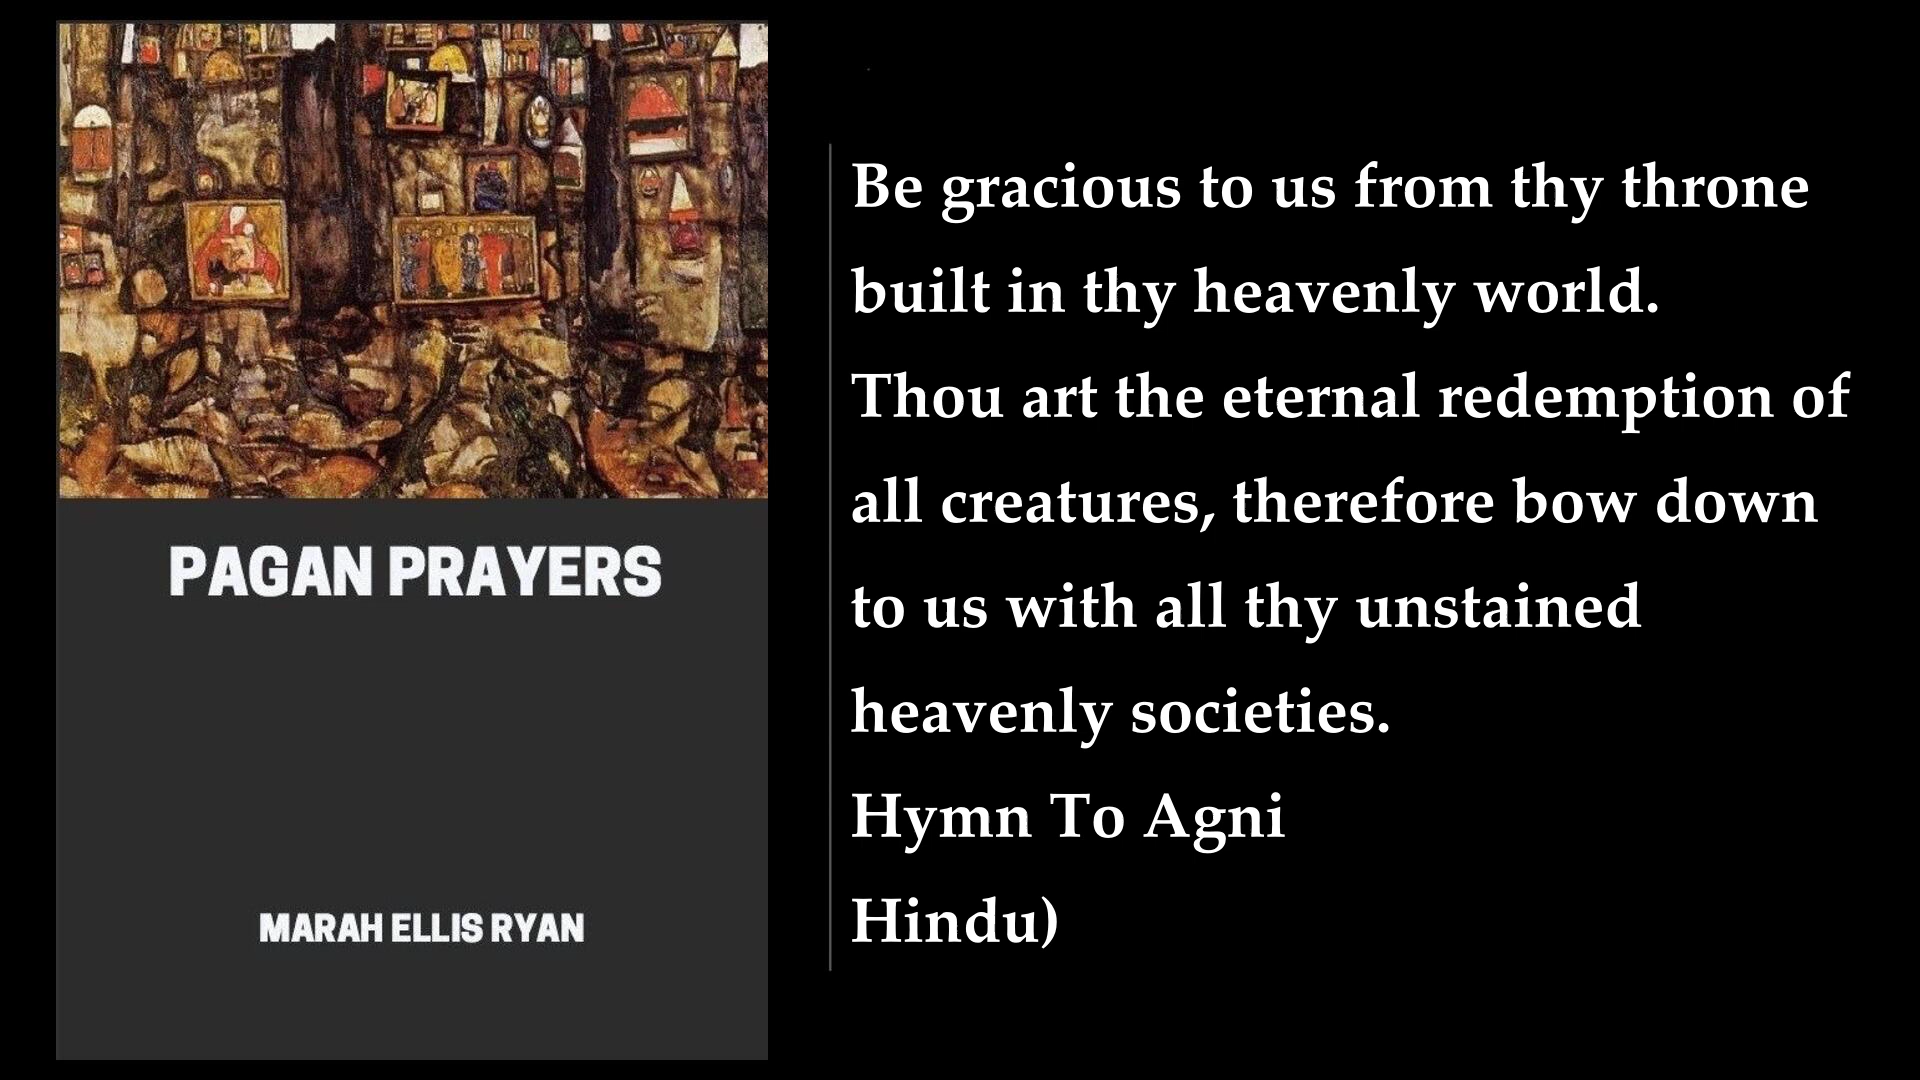 PAGAN PRAYERS
MARAH ELLIS RYAN
Be gracious to us from thy throne
built in thy heavenly world.
Thou art the eternal redemption of
all creatures, therefore bow down
to us with all thy unstained
heavenly societies.
Hymn To Agni
Hindu)